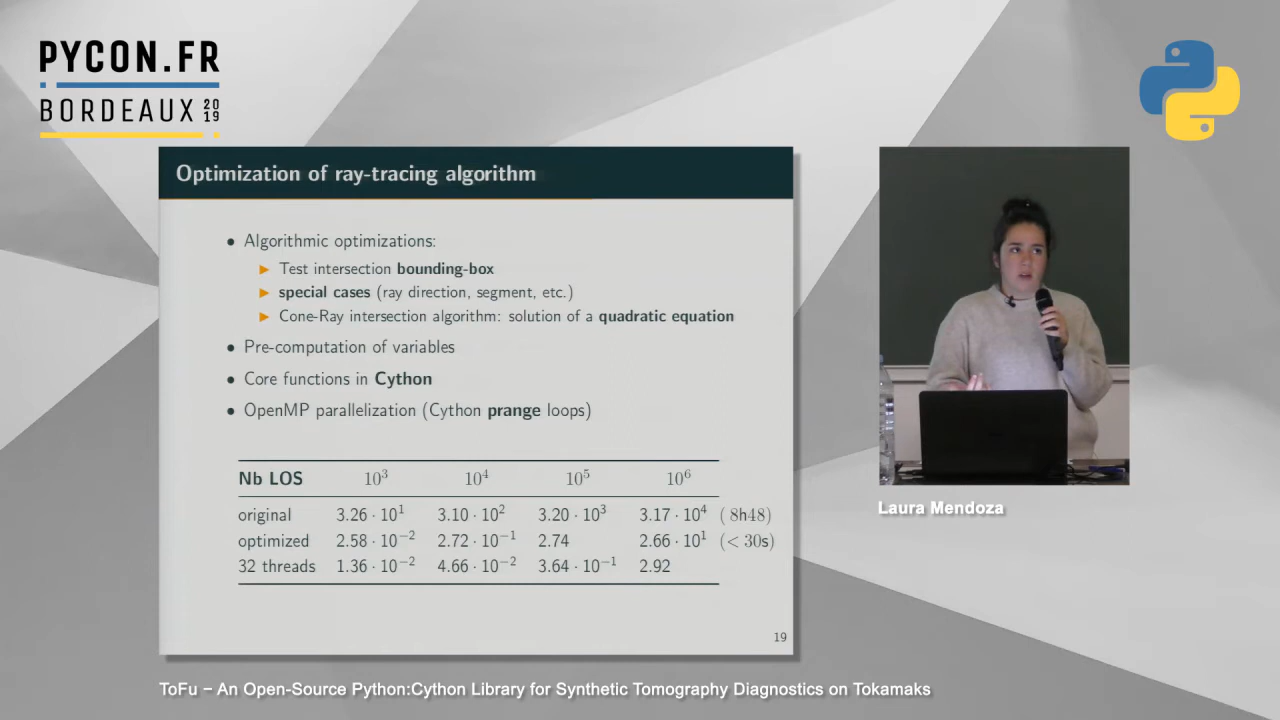 PYCON.FR
BORDEAUX 2019
Optimization of ray-tracing algorithm
• Algorithmic optimizations:
▶ Test intersection bounding-box
▶ special cases (ray direction, segment, etc.)
▶ Cone-Ray intersection algorithm: solution of a quadratic equation
• Pre-computation of variables
• Core functions in Cython
• OpenMP parallelization (Cython prange loops)
Nb LOS 10³ 10⁴ 10⁵ 10⁶
original 3.26 · 10¹ 3.10 · 10² 3.20 · 10³ 3.17 · 10⁴ ( 8h48)
optimized 2.58 · 10⁻² 2.72 · 10⁻¹ 2.74 2.66 · 10¹ (< 30s)
32 threads 1.36 · 10⁻² 4.66 · 10⁻² 3.64 · 10⁻¹ 2.92
19
Laura Mendoza
ToFu – An Open-Source Python:Cython Library for Synthetic Tomography Diagnostics on Tokamaks